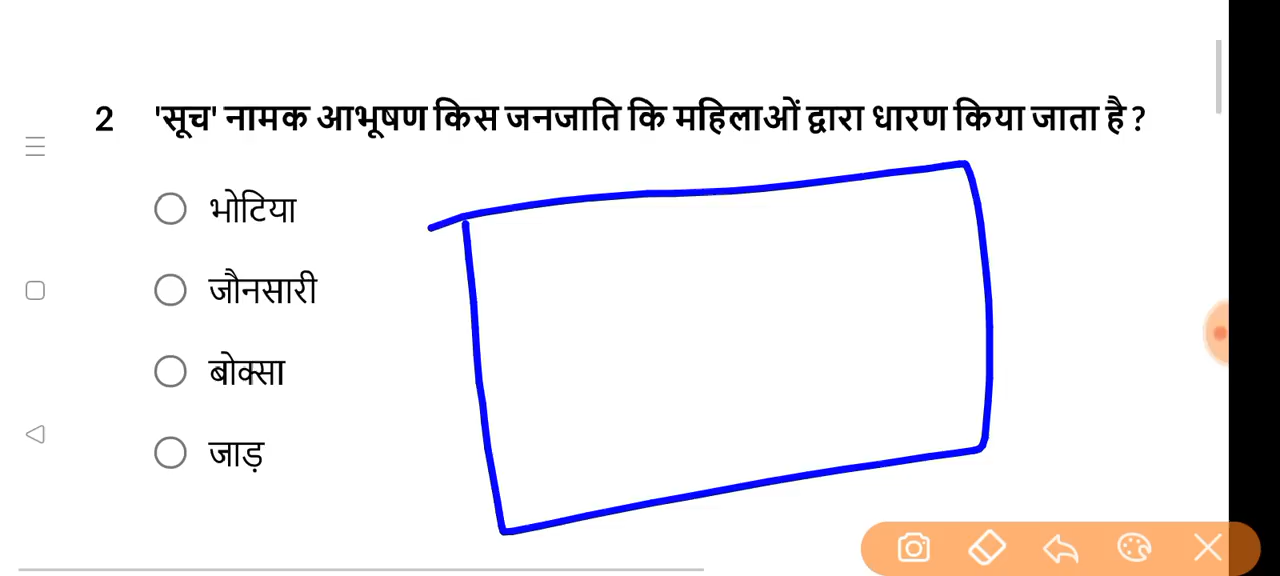 2 'सूच' नामक आभूषण किस जनजाति कि महिलाओं द्वारा धारण किया जाता है ?
भोटिया
जौनसारी
बोक्सा
जाड़